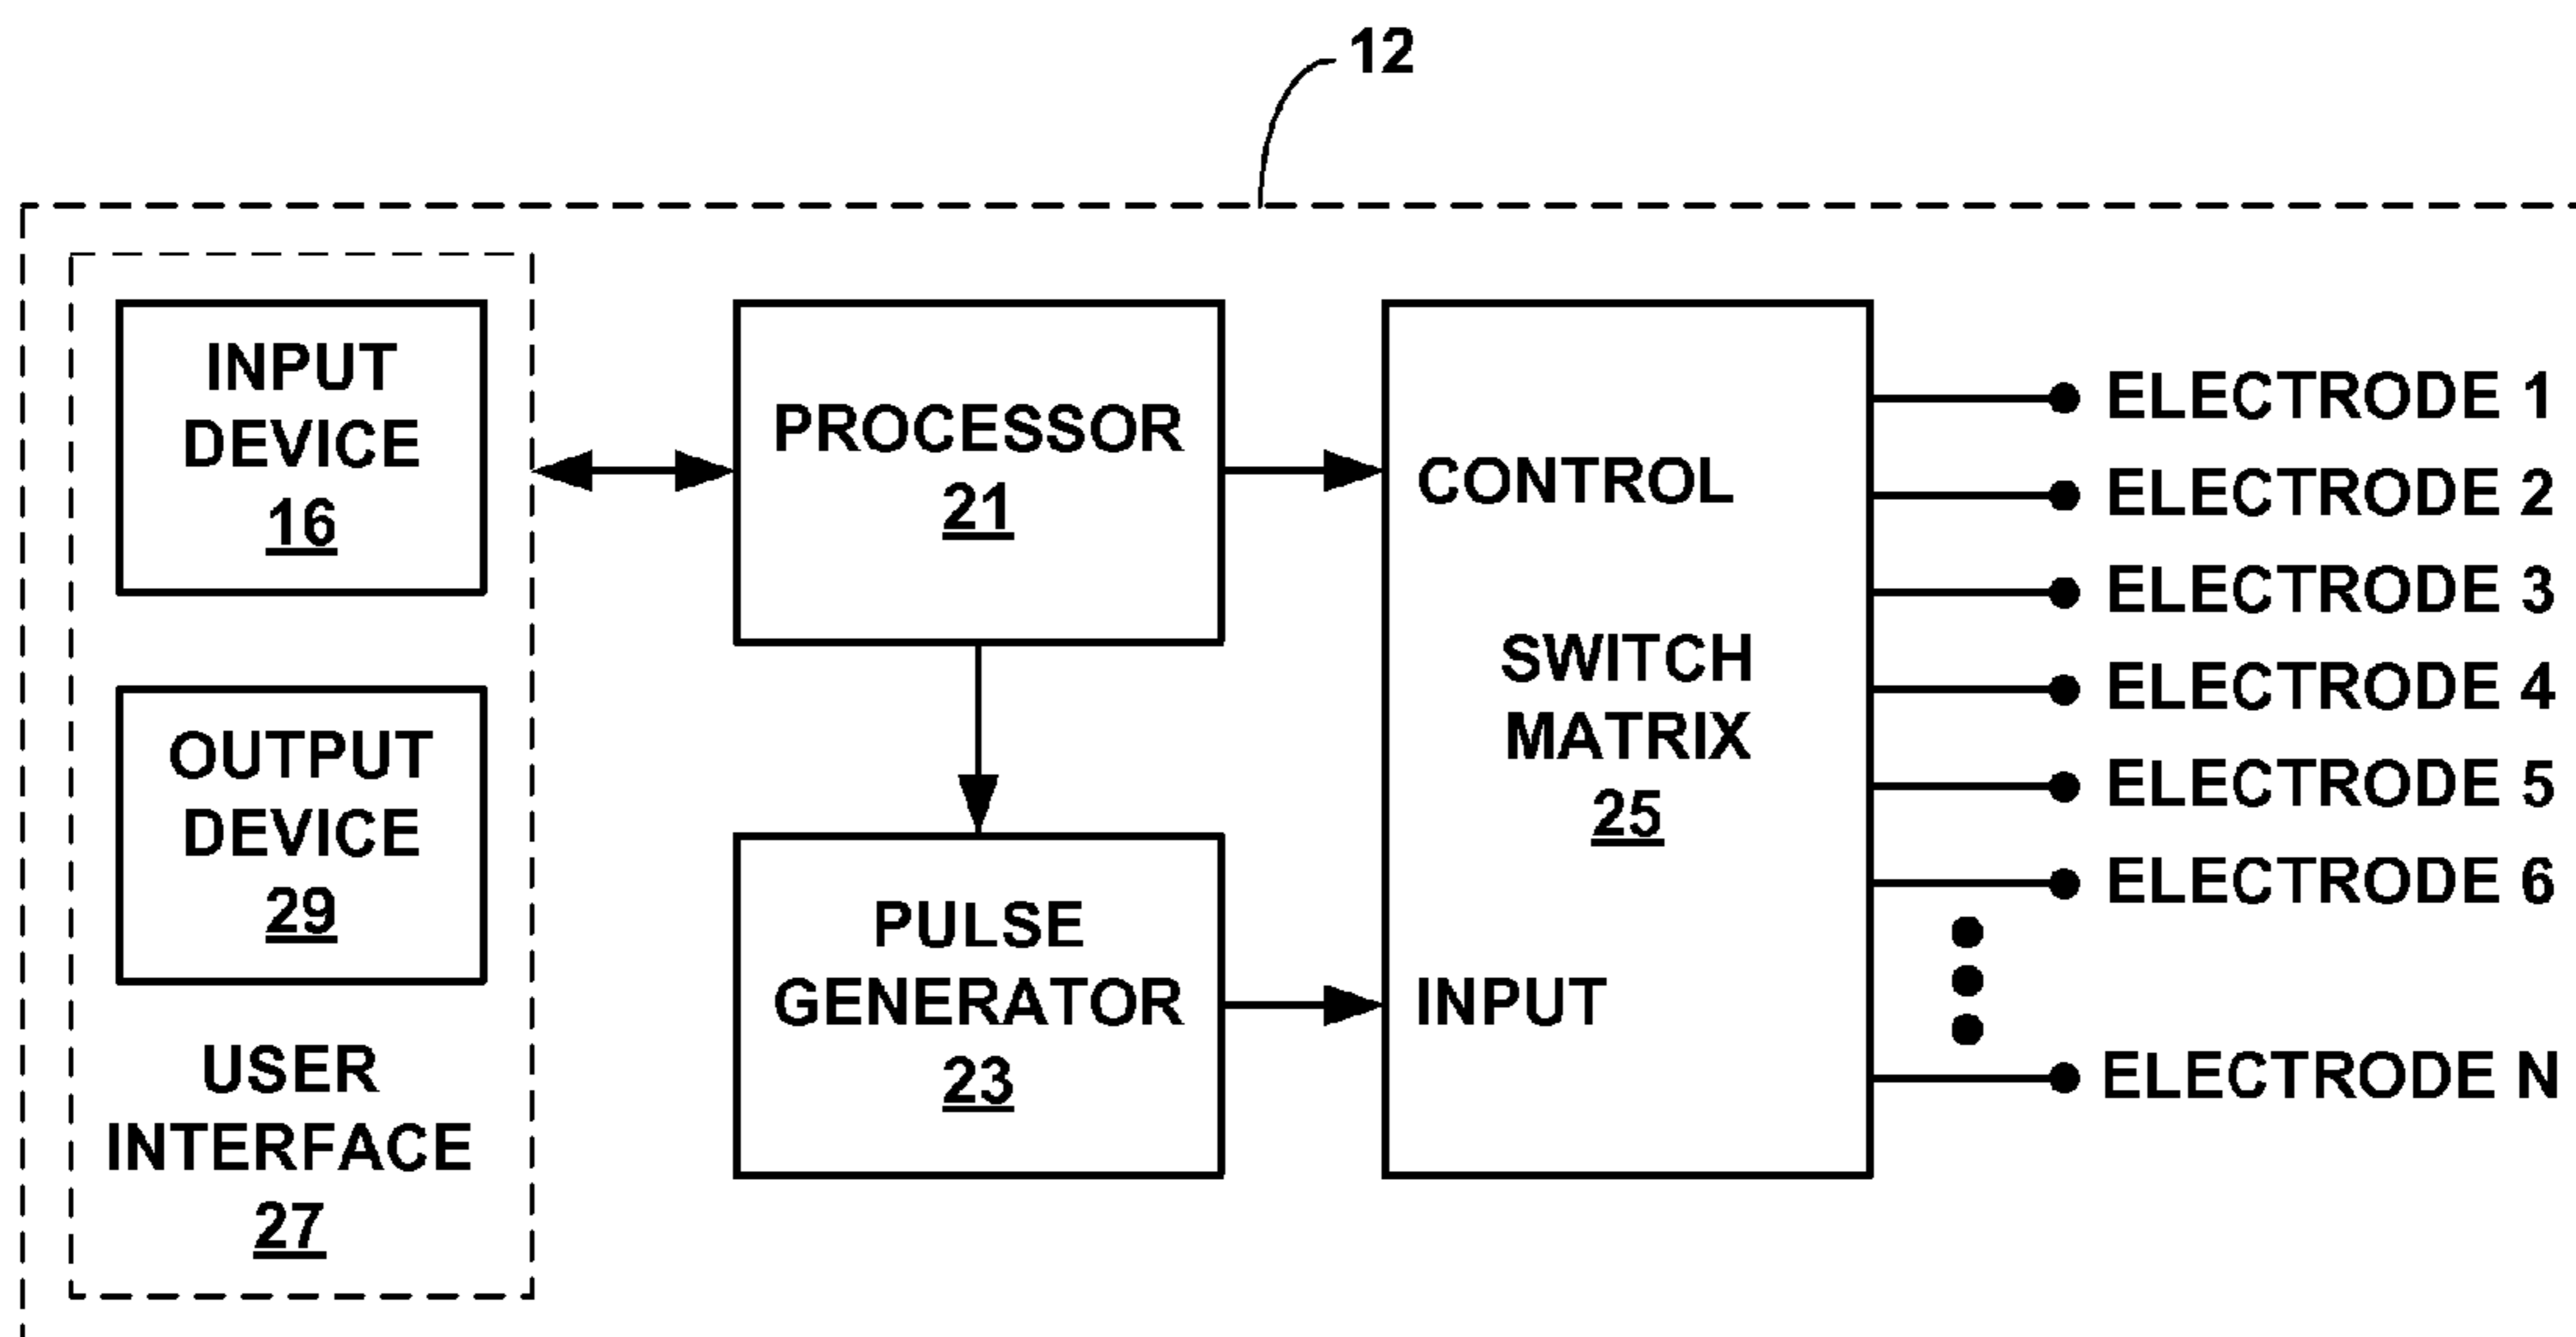 12
INPUT
DEVICE
16
OUTPUT
DEVICE
29
USER
INTERFACE
27
PROCESSOR
21
PULSE
GENERATOR
23
CONTROL
SWITCH
MATRIX
25
INPUT
ELECTRODE 1
ELECTRODE 2
ELECTRODE 3
ELECTRODE 4
ELECTRODE 5
ELECTRODE 6
ELECTRODE N